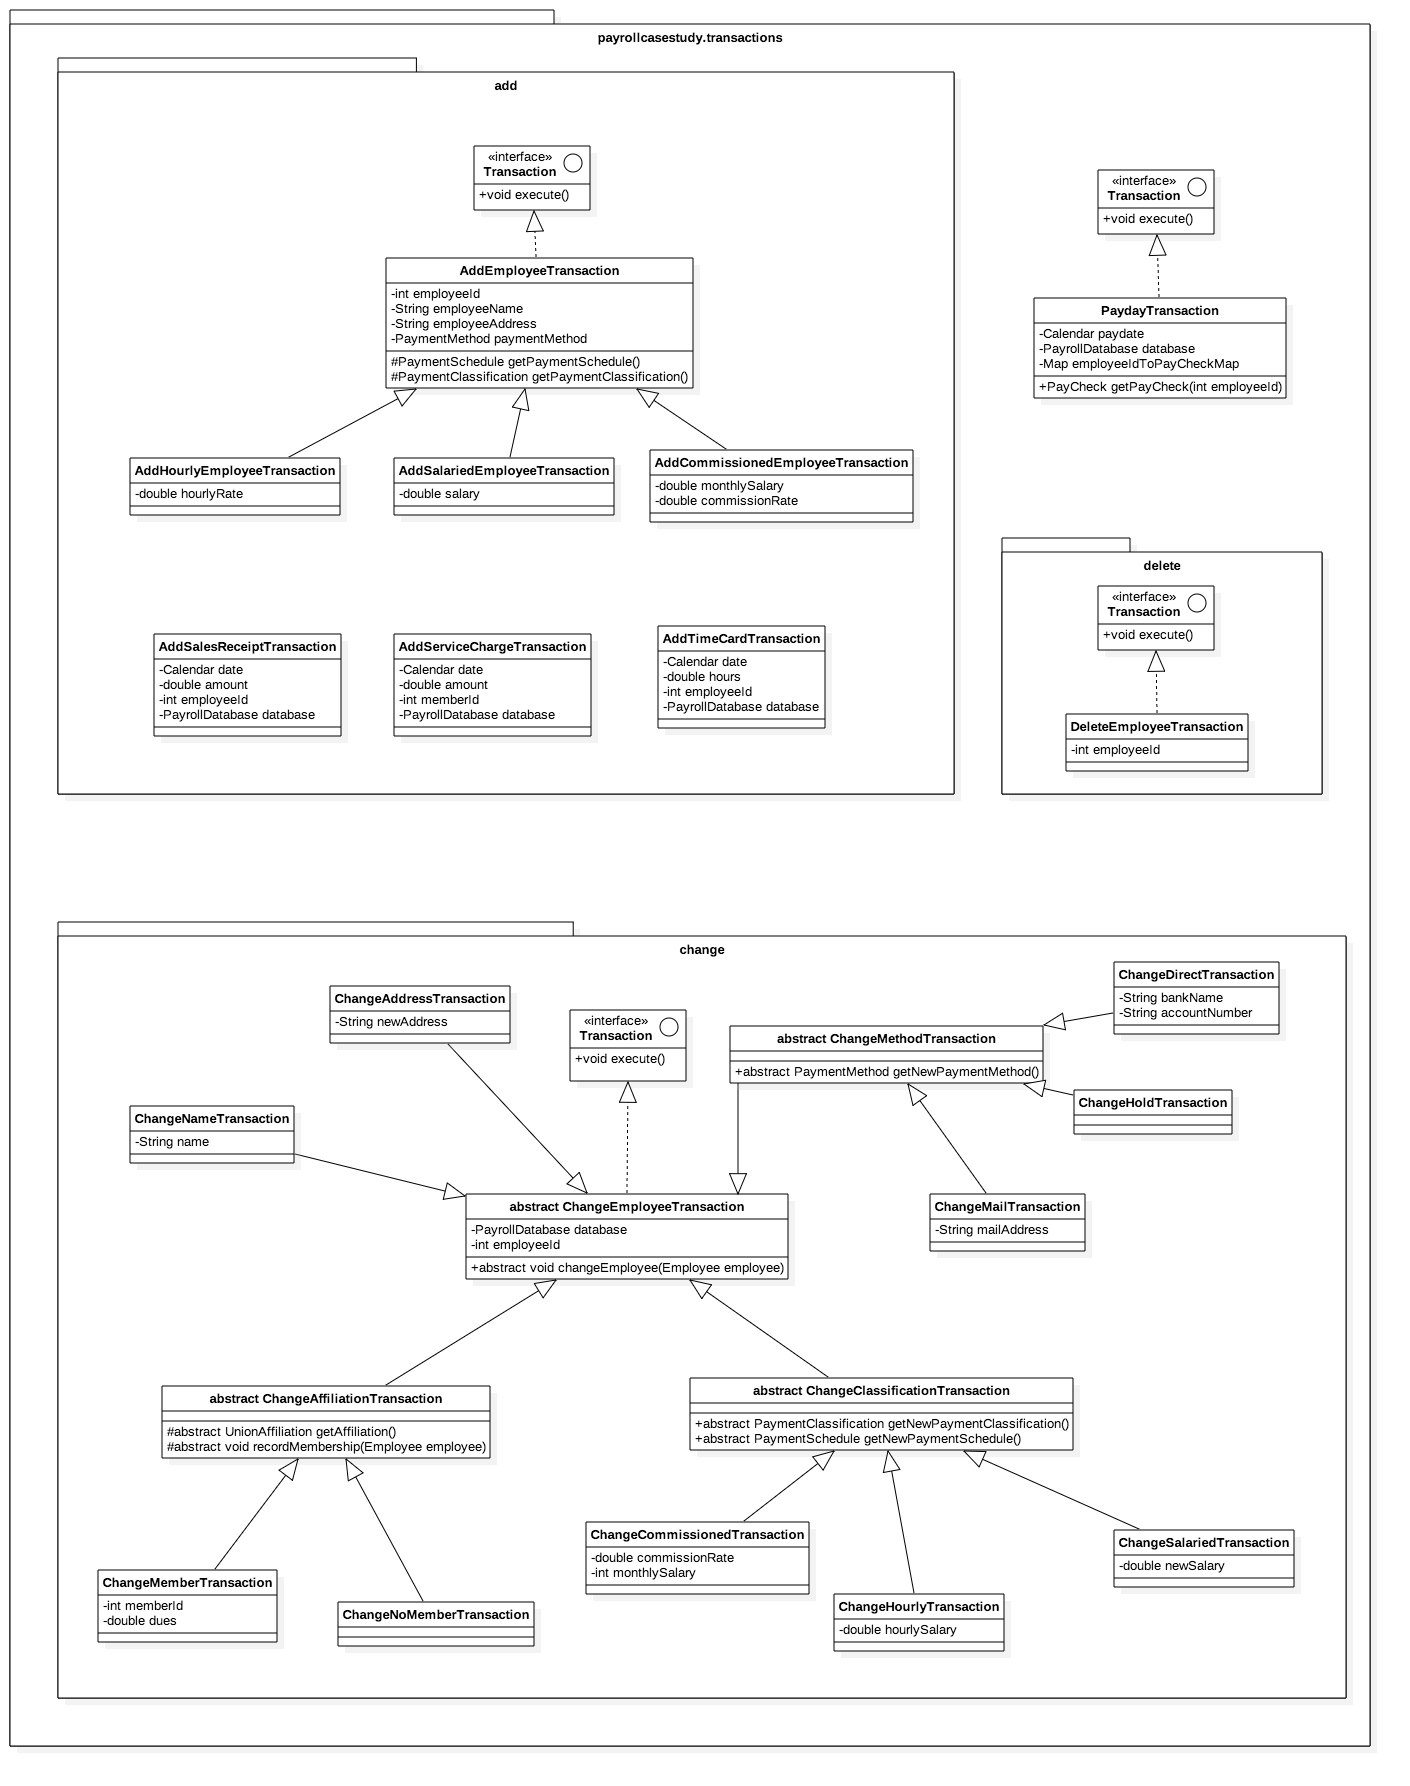 payrollcasestudy.transactions
add
«interface»
Transaction
+void execute()
AddEmployeeTransaction
-int employeeId
-String employeeName
-String employeeAddress
-PaymentMethod paymentMethod
#PaymentSchedule getPaymentSchedule()
#PaymentClassification getPaymentClassification()
AddHourlyEmployeeTransaction
-double hourlyRate
AddSalariedEmployeeTransaction
-double salary
AddCommissionedEmployeeTransaction
-double monthlySalary
-double commissionRate
AddSalesReceiptTransaction
-Calendar date
-double amount
-int employeeId
-PayrollDatabase database
AddServiceChargeTransaction
-Calendar date
-double amount
-int memberId
-PayrollDatabase database
AddTimeCardTransaction
-Calendar date
-double hours
-int employeeId
-PayrollDatabase database
«interface»
Transaction
+void execute()
PaydayTransaction
-Calendar paydate
-PayrollDatabase database
-Map employeeIdToPayCheckMap
+PayCheck getPayCheck(int employeeId)
delete
«interface»
Transaction
+void execute()
DeleteEmployeeTransaction
-int employeeId
change
ChangeAddressTransaction
-String newAddress
«interface»
Transaction
+void execute()
abstract ChangeMethodTransaction
+abstract PaymentMethod getNewPaymentMethod()
ChangeDirectTransaction
-String bankName
-String accountNumber
ChangeHoldTransaction
ChangeNameTransaction
-String name
abstract ChangeEmployeeTransaction
-PayrollDatabase database
-int employeeId
+abstract void changeEmployee(Employee employee)
ChangeMailTransaction
-String mailAddress
abstract ChangeAffiliationTransaction
#abstract UnionAffiliation getAffiliation()
#abstract void recordMembership(Employee employee)
abstract ChangeClassificationTransaction
+abstract PaymentClassification getNewPaymentClassification()
+abstract PaymentSchedule getNewPaymentSchedule()
ChangeMemberTransaction
-int memberId
-double dues
ChangeNoMemberTransaction
ChangeCommissionedTransaction
-double commissionRate
-int monthlySalary
ChangeHourlyTransaction
-double hourlySalary
ChangeSalariedTransaction
-double newSalary